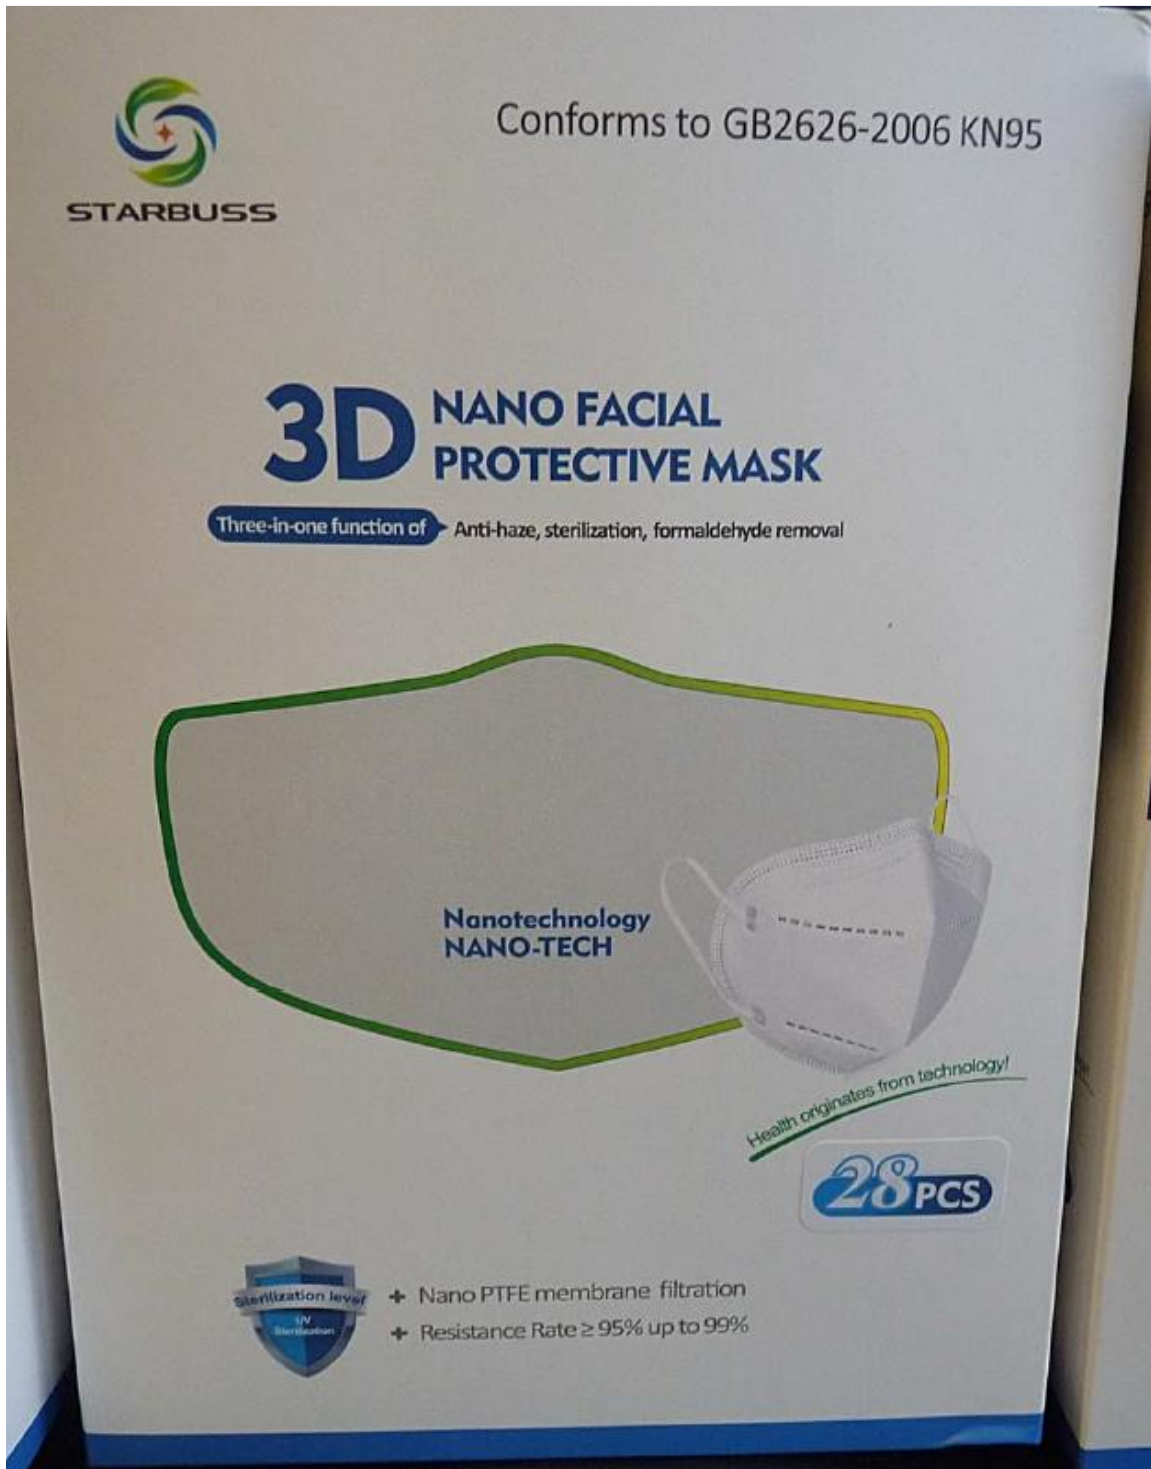 STARBUSS
Conforms to GB2626-2006 KN95
3D NANO FACIAL
PROTECTIVE MASK
Three-in-one function of Anti-haze, sterilization, formaldehyde removal
Nanotechnology
NANO-TECH
Health originates from technology!
28PCS
Sterilization level
UV
Sterilization
+ Nano PTFE membrane filtration
+ Resistance Rate ≥ 95% up to 99%